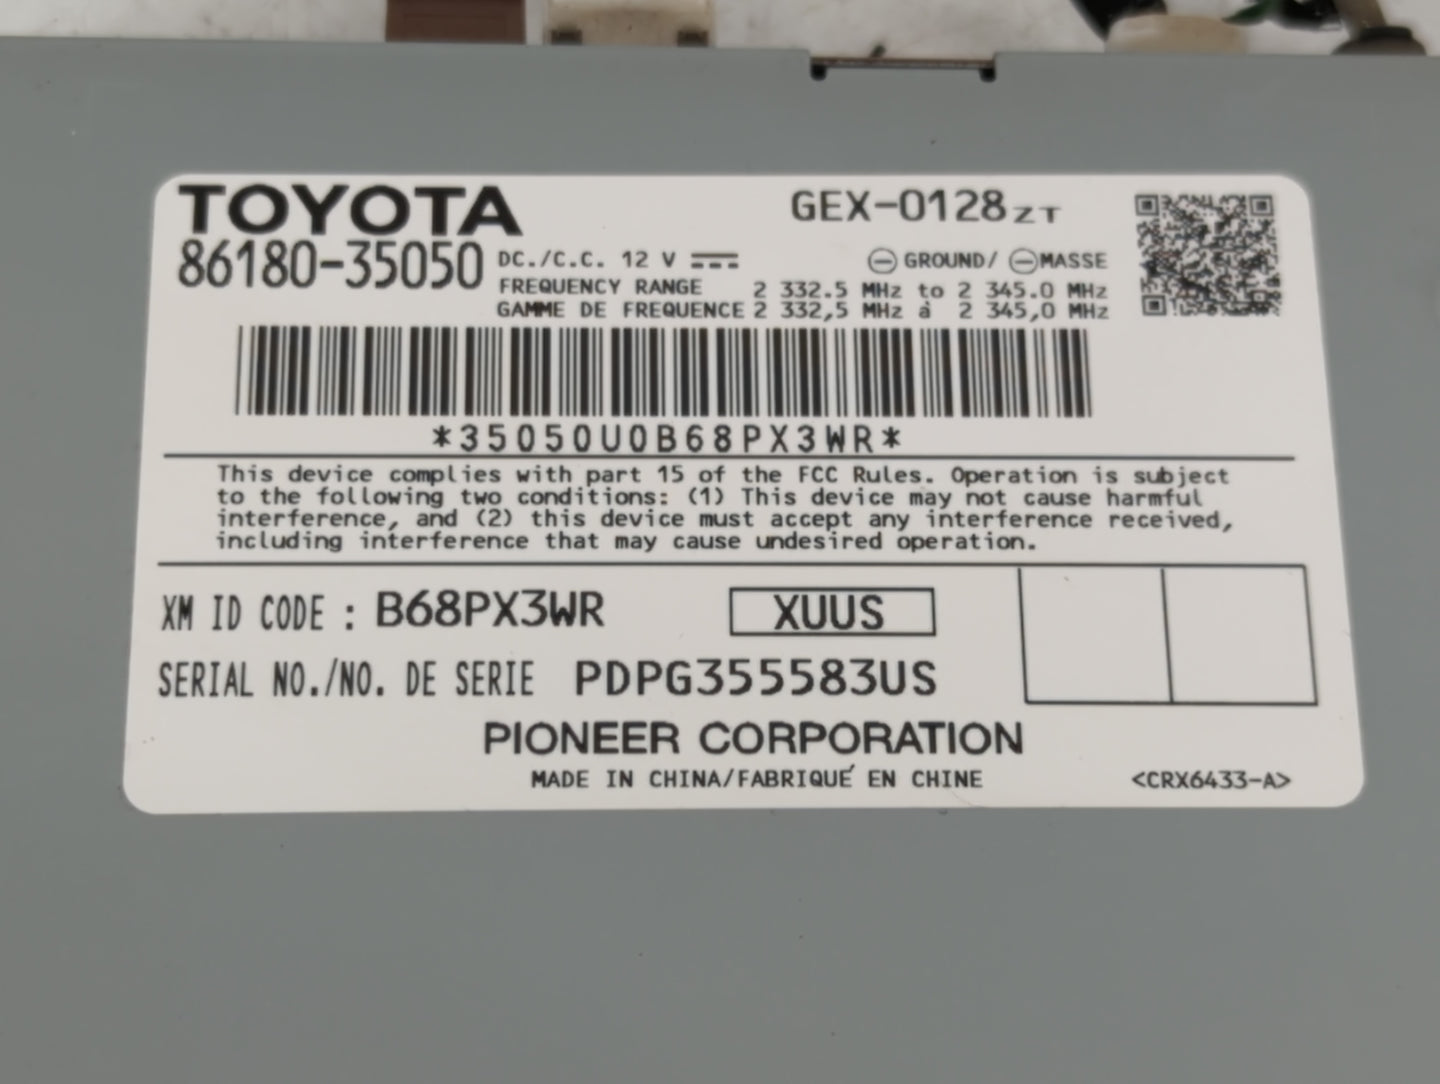 TOYOTA
GEX-0128ZT
86180-35050
DC./C.C. 12 V
GROUND/ MASSE
FREQUENCY RANGE 2 332.5 MHz to 2 345.0 MHz
GAMME DE FREQUENCE 2 332,5 MHz à 2 345,0 MHz
*35050U0B68PX3WR*
This device complies with part 15 of the FCC Rules. Operation is subject
to the following two conditions: (1) This device may not cause harmful
interference, and (2) this device must accept any interference received,
including interference that may cause undesired operation.
XM ID CODE : B68PX3WR
XUUS
SERIAL NO./NO. DE SERIE PDPG355583US
PIONEER CORPORATION
MADE IN CHINA/FABRIQUÉ EN CHINE
<CRX6433-A>